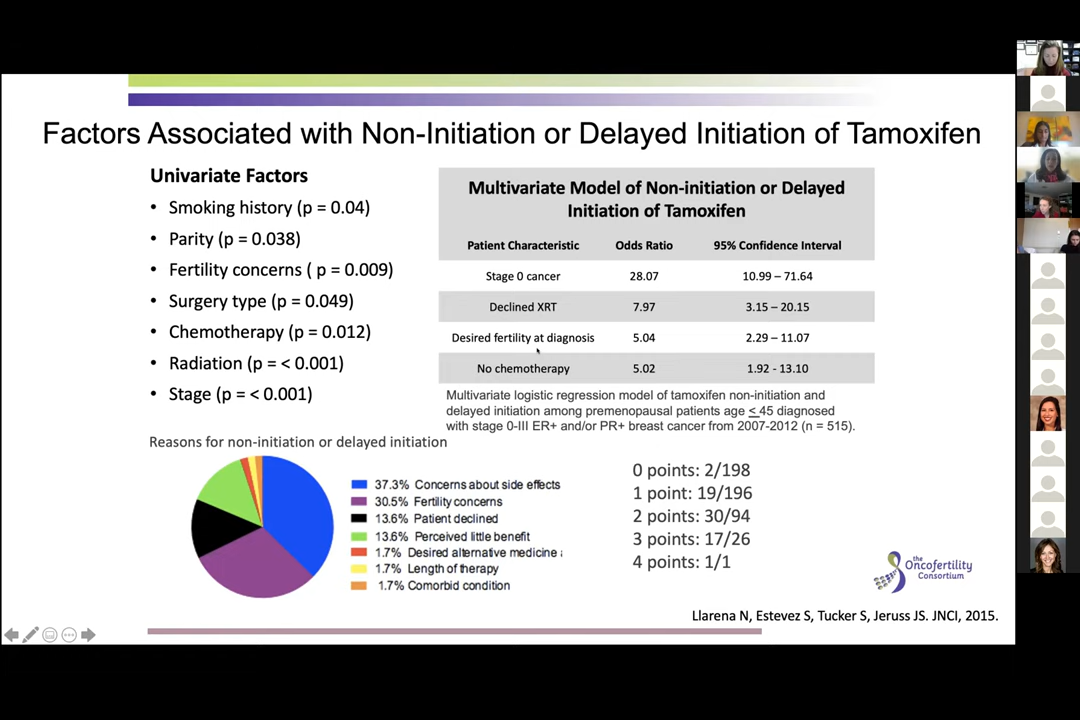 Factors Associated with Non-Initiation or Delayed Initiation of Tamoxifen
Univariate Factors
• Smoking history (p = 0.04)
• Parity (p = 0.038)
• Fertility concerns ( p = 0.009)
• Surgery type (p = 0.049)
• Chemotherapy (p = 0.012)
• Radiation (p = < 0.001)
• Stage (p = < 0.001)
Multivariate Model of Non-initiation or Delayed
Initiation of Tamoxifen
Patient Characteristic Odds Ratio 95% Confidence Interval
Stage 0 cancer 28.07 10.99 – 71.64
Declined XRT 7.97 3.15 – 20.15
Desired fertility at diagnosis 5.04 2.29 – 11.07
No chemotherapy 5.02 1.92 - 13.10
Multivariate logistic regression model of tamoxifen non-initiation and
delayed initiation among premenopausal patients age < 45 diagnosed
with stage 0-III ER+ and/or PR+ breast cancer from 2007-2012 (n = 515).
Reasons for non-initiation or delayed initiation
37.3% Concerns about side effects
30.5% Fertility concerns
13.6% Patient declined
13.6% Perceived little benefit
1.7% Desired alternative medicine
1.7% Length of therapy
1.7% Comorbid condition
0 points: 2/198
1 point: 19/196
2 points: 30/94
3 points: 17/26
4 points: 1/1
the
Oncofertility
Consortium
Llarena N, Estevez S, Tucker S, Jeruss JS. JNCI, 2015.